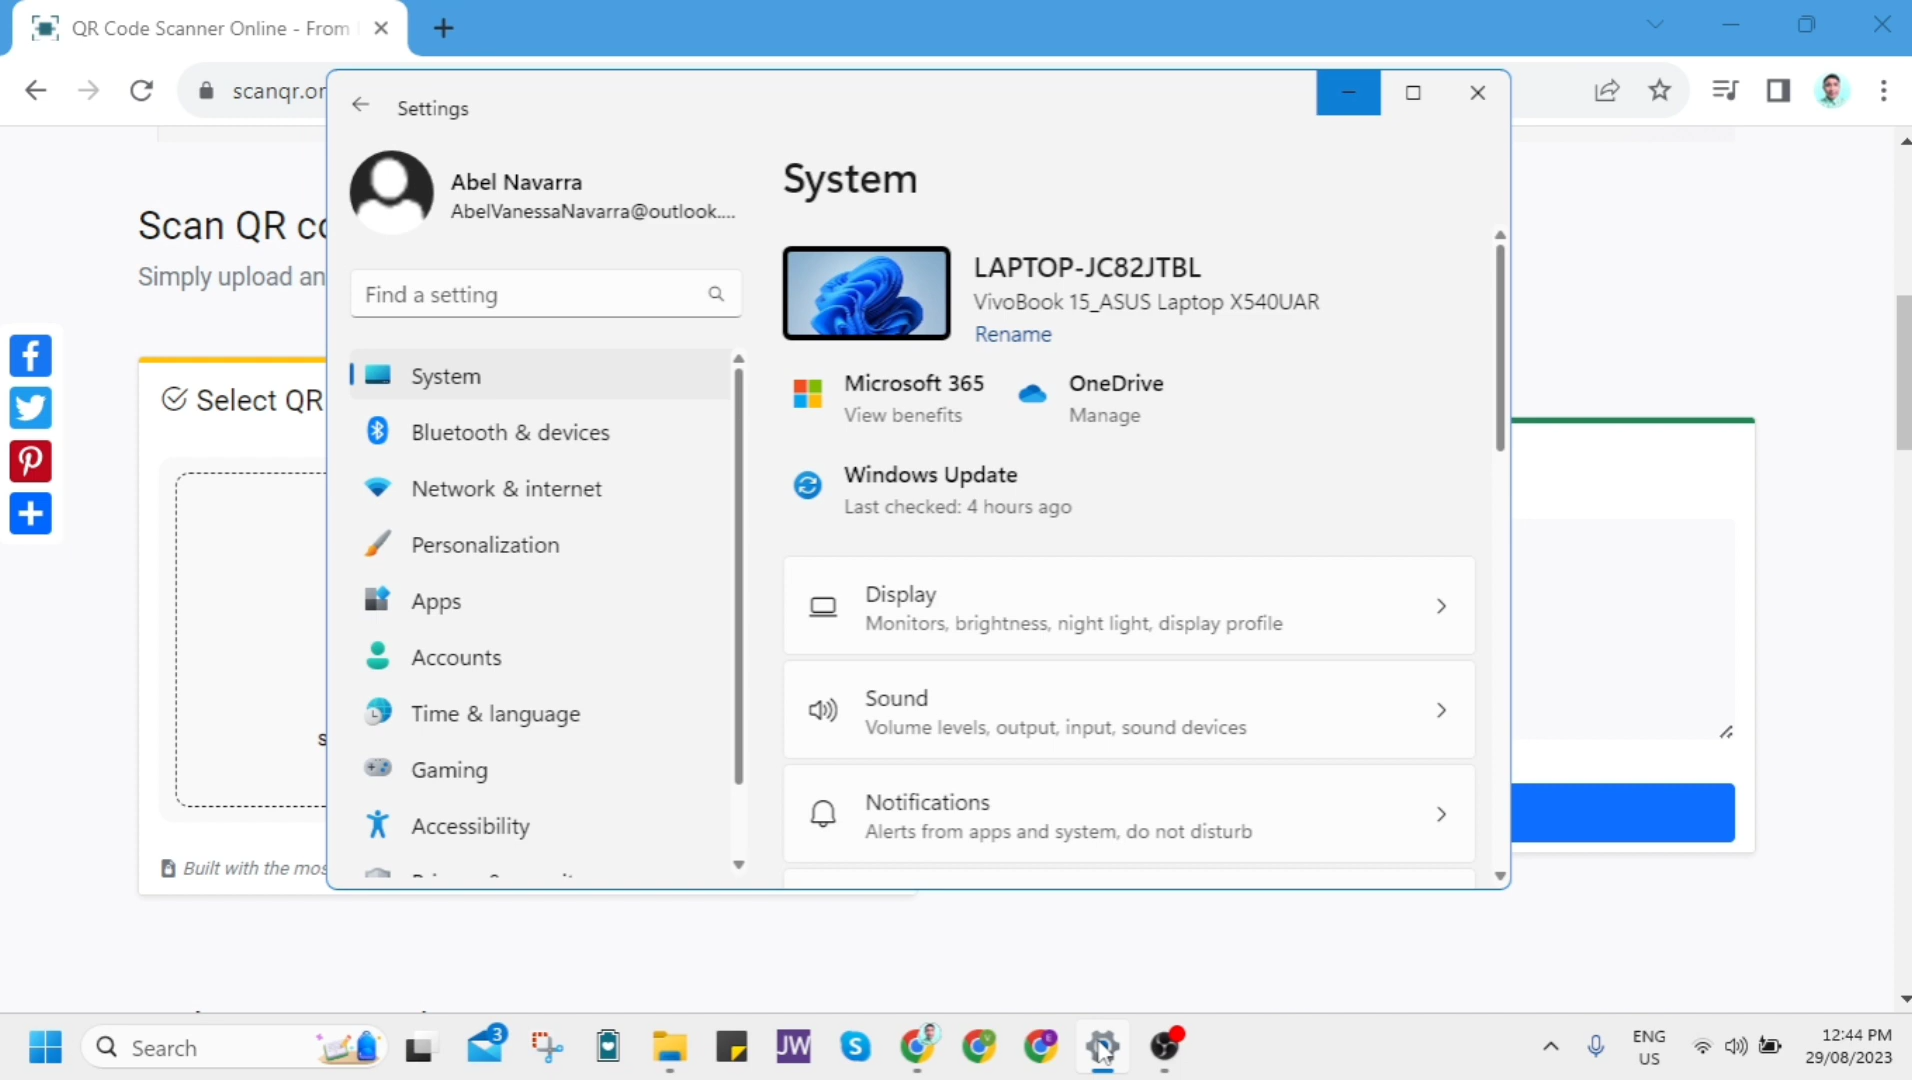 QR Code Scanner Online - From
scanqr.or
Settings
Abel Navarra
AbelVanessaNavarra@outlook....
Find a setting
System
Bluetooth & devices
Network & internet
Personalization
Apps
Accounts
Time & language
Gaming
Accessibility
System
LAPTOP-JC82JTBL
VivoBook 15_ASUS Laptop X540UAR
Rename
Microsoft 365
View benefits
OneDrive
Manage
Windows Update
Last checked: 4 hours ago
Display
Monitors, brightness, night light, display profile
Sound
Volume levels, output, input, sound devices
Notifications
Alerts from apps and system, do not disturb
Scan QR co
Simply upload an
Select QR
s
Built with the mos
Search
3
JW
S
V
E
ENG
US
12:44 PM
29/08/2023